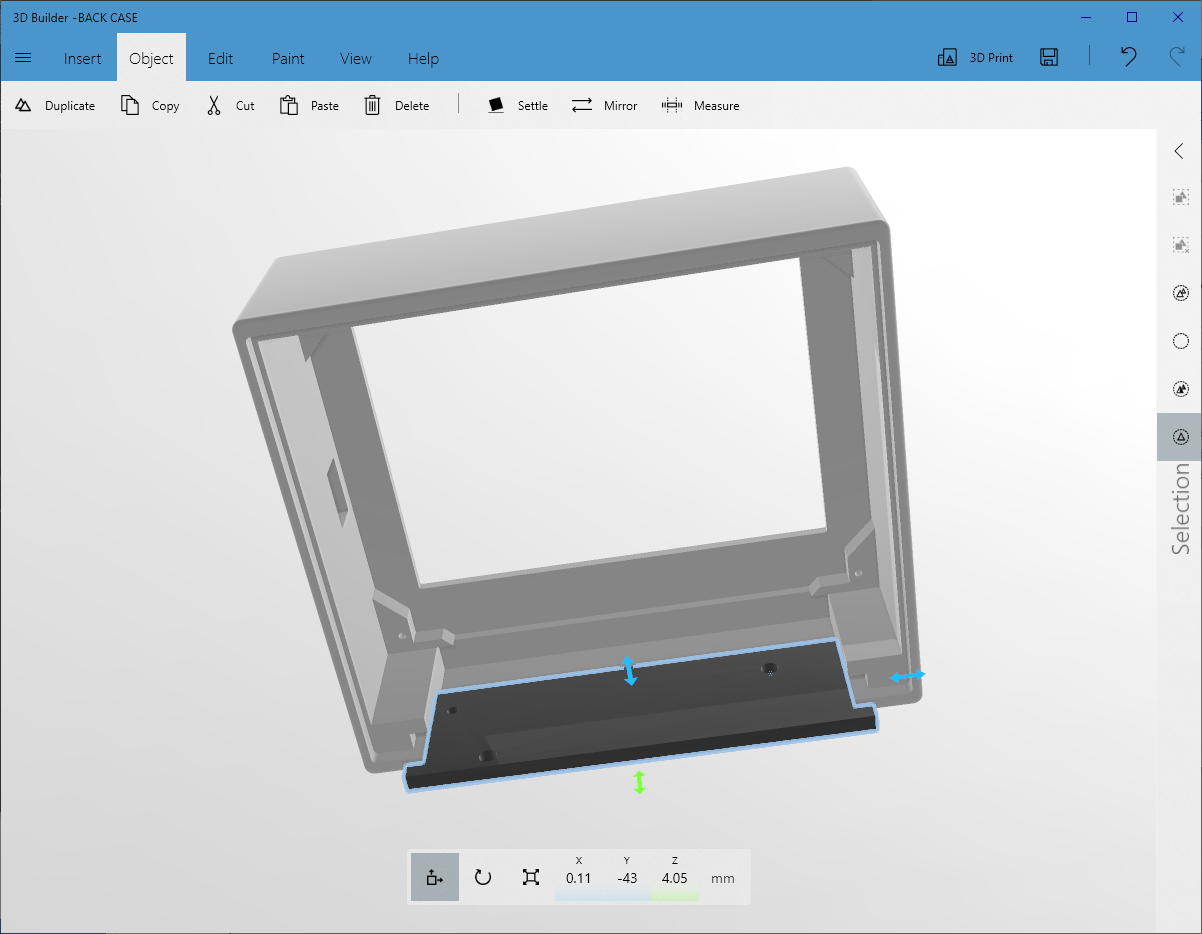 3D Builder -BACK CASE
Insert Object Edit Paint View Help 3D Print
Duplicate Copy Cut Paste Delete Settle Mirror Measure
Selection
X Y Z
0.11 -43 4.05 mm